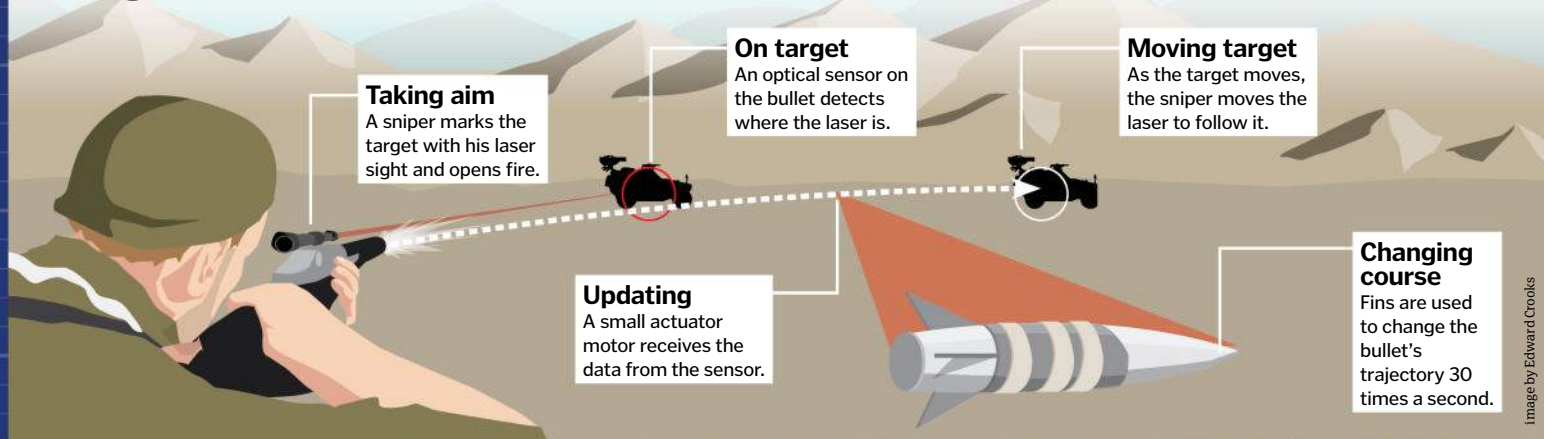 Taking aim
A sniper marks the
target with his laser
sight and opens fire.
On target
An optical sensor on
the bullet detects
where the laser is.
Moving target
As the target moves,
the sniper moves the
laser to follow it.
Updating
A small actuator
motor receives the
data from the sensor.
Changing
course
Fins are used
to change the
bullet's
trajectory 30
times a second.
image by Edward Crooks